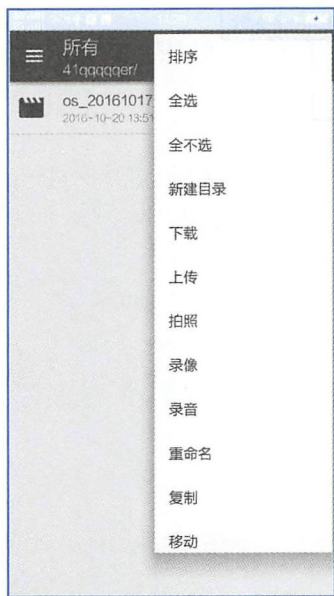 所有
41qqqqer/
os_20161017
2016-10-20 13:51
排序
全选
全不选
新建目录
下载
上传
拍照
录像
录音
重命名
复制
移动